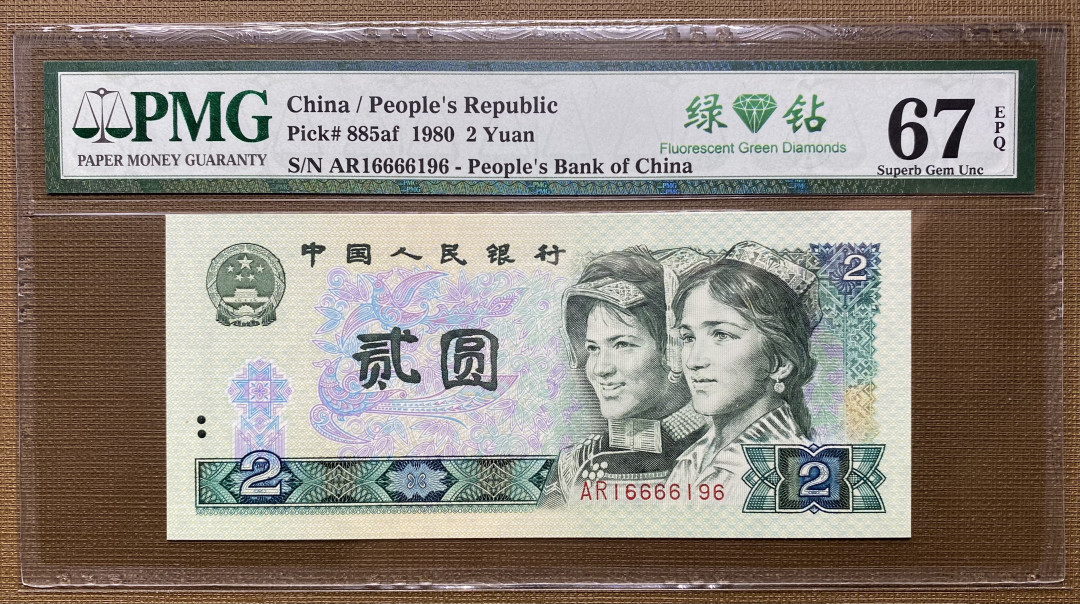 PMG
PAPER MONEY GUARANTY
China / People's Republic
Pick# 885af 1980 2 Yuan
S/N AR16666196 - People's Bank of China
绿 钻
Fluorescent Green Diamonds
67
EPQ
Superb Gem Unc
中国人民银行
2
贰圆
2
AR16666196
2